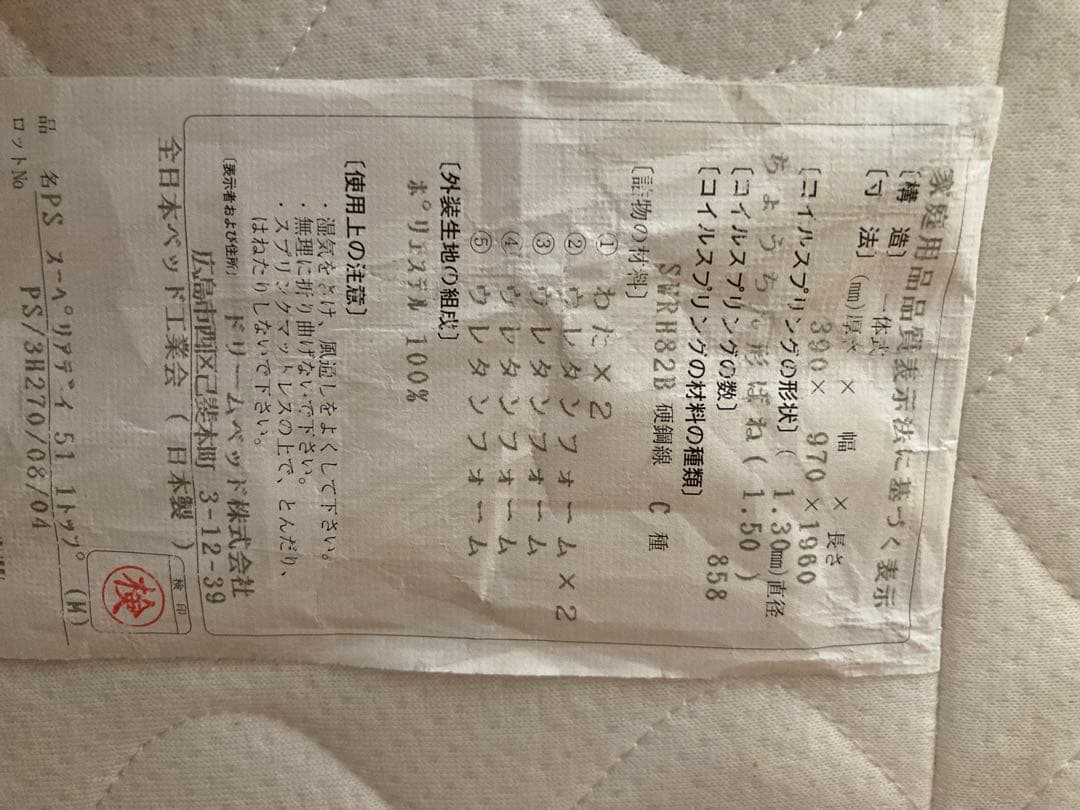 家庭用品品質表示法に基づく表示
〔構 造〕 一体式
〔寸 法〕 (mm)厚さ × 幅 × 長さ
390× 970 ×1960
〔コイルスプリングの形状〕( 1.30mm)直径
ちょうちん形ばね( 1.50 )
〔コイルスプリングの数〕 858
〔コイルスプリングの材料の種類〕
SWRH82B 硬鋼線 C 種
〔詰物の材料〕
① わた×2
② ウレタンフォーム×2
③ ウレタンフォーム
④ ウレタンフォーム
⑤ ウレタンフォーム
〔外装生地の組成〕
ポリエステル 100%
〔使用上の注意〕
・湿気をさけ、風通しをよくして下さい。
・無理に折り曲げないで下さい。
・スプリングマットレスの上で、とんだり、
はねたりしないで下さい。
〔表示者および住所〕 ドリームベッド株式会社
広島市西区己斐本町 3-12-39
全日本ベッド工業会 ( 日本製 )
検 印
検
品 名 PS スーペリアデイ 51 1トップ (M)
ロットNo PS/3H270/08/04